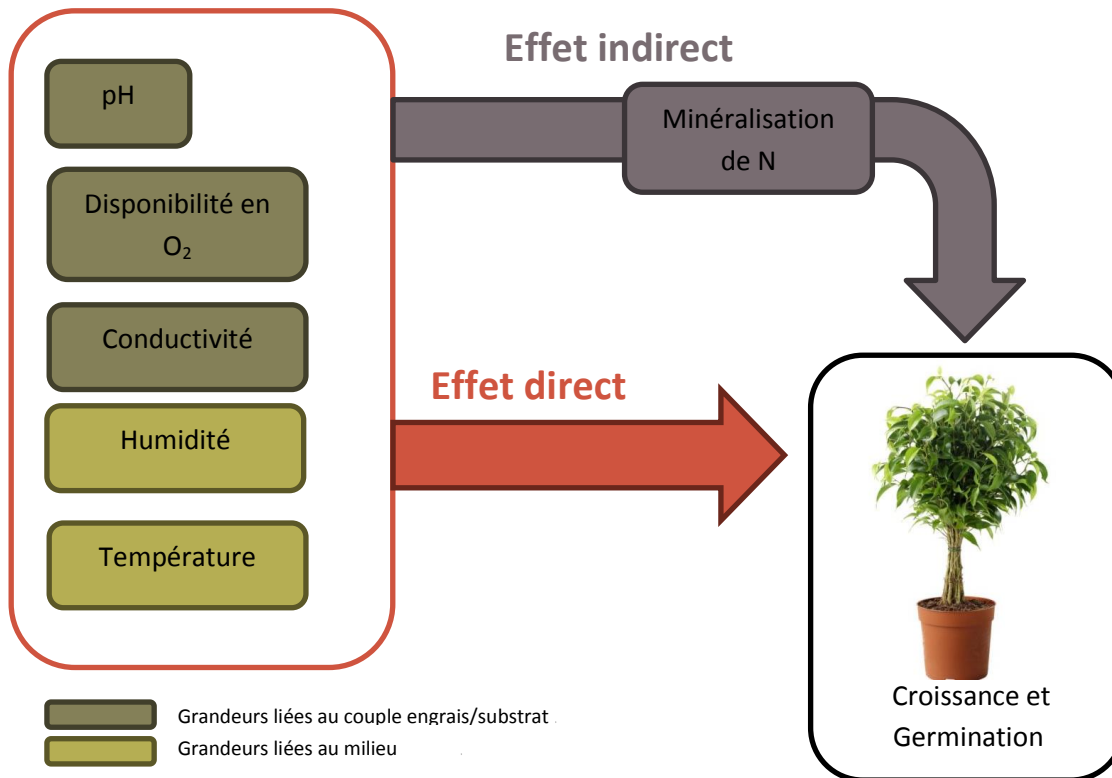 Effet indirect
pH
Minéralisation
de N
Disponibilité en
O₂
Conductivité
Effet direct
Humidité
Température
Grandeurs liées au couple engrais/substrat
Grandeurs liées au milieu
Croissance et
Germination